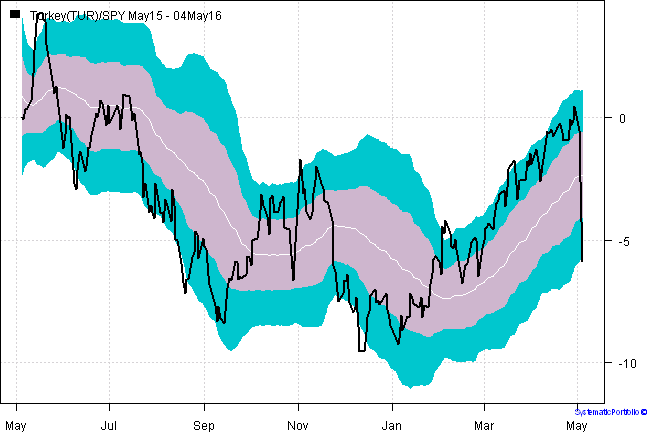 Turkey(TUR)/SPY May15 - 04May16
0
-5
-10
SystematicPortfolio ©
May Jul Sep Nov Jan Mar May